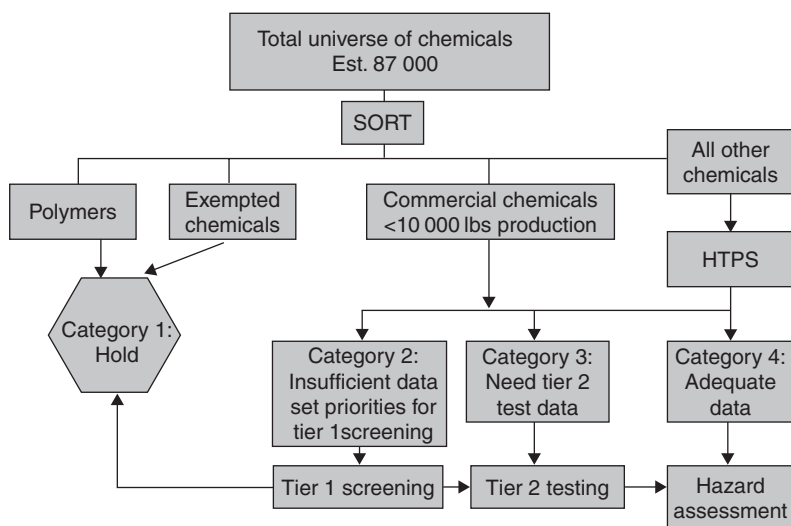 Total universe of chemicals
Est. 87 000
SORT
Polymers
Exempted
chemicals
Commercial chemicals
<10 000 lbs production
All other
chemicals
HTPS
Category 1:
Hold
Category 2:
Insufficient data
set priorities for
tier 1screening
Category 3:
Need tier 2
test data
Category 4:
Adequate
data
Tier 1 screening
Tier 2 testing
Hazard
assessment